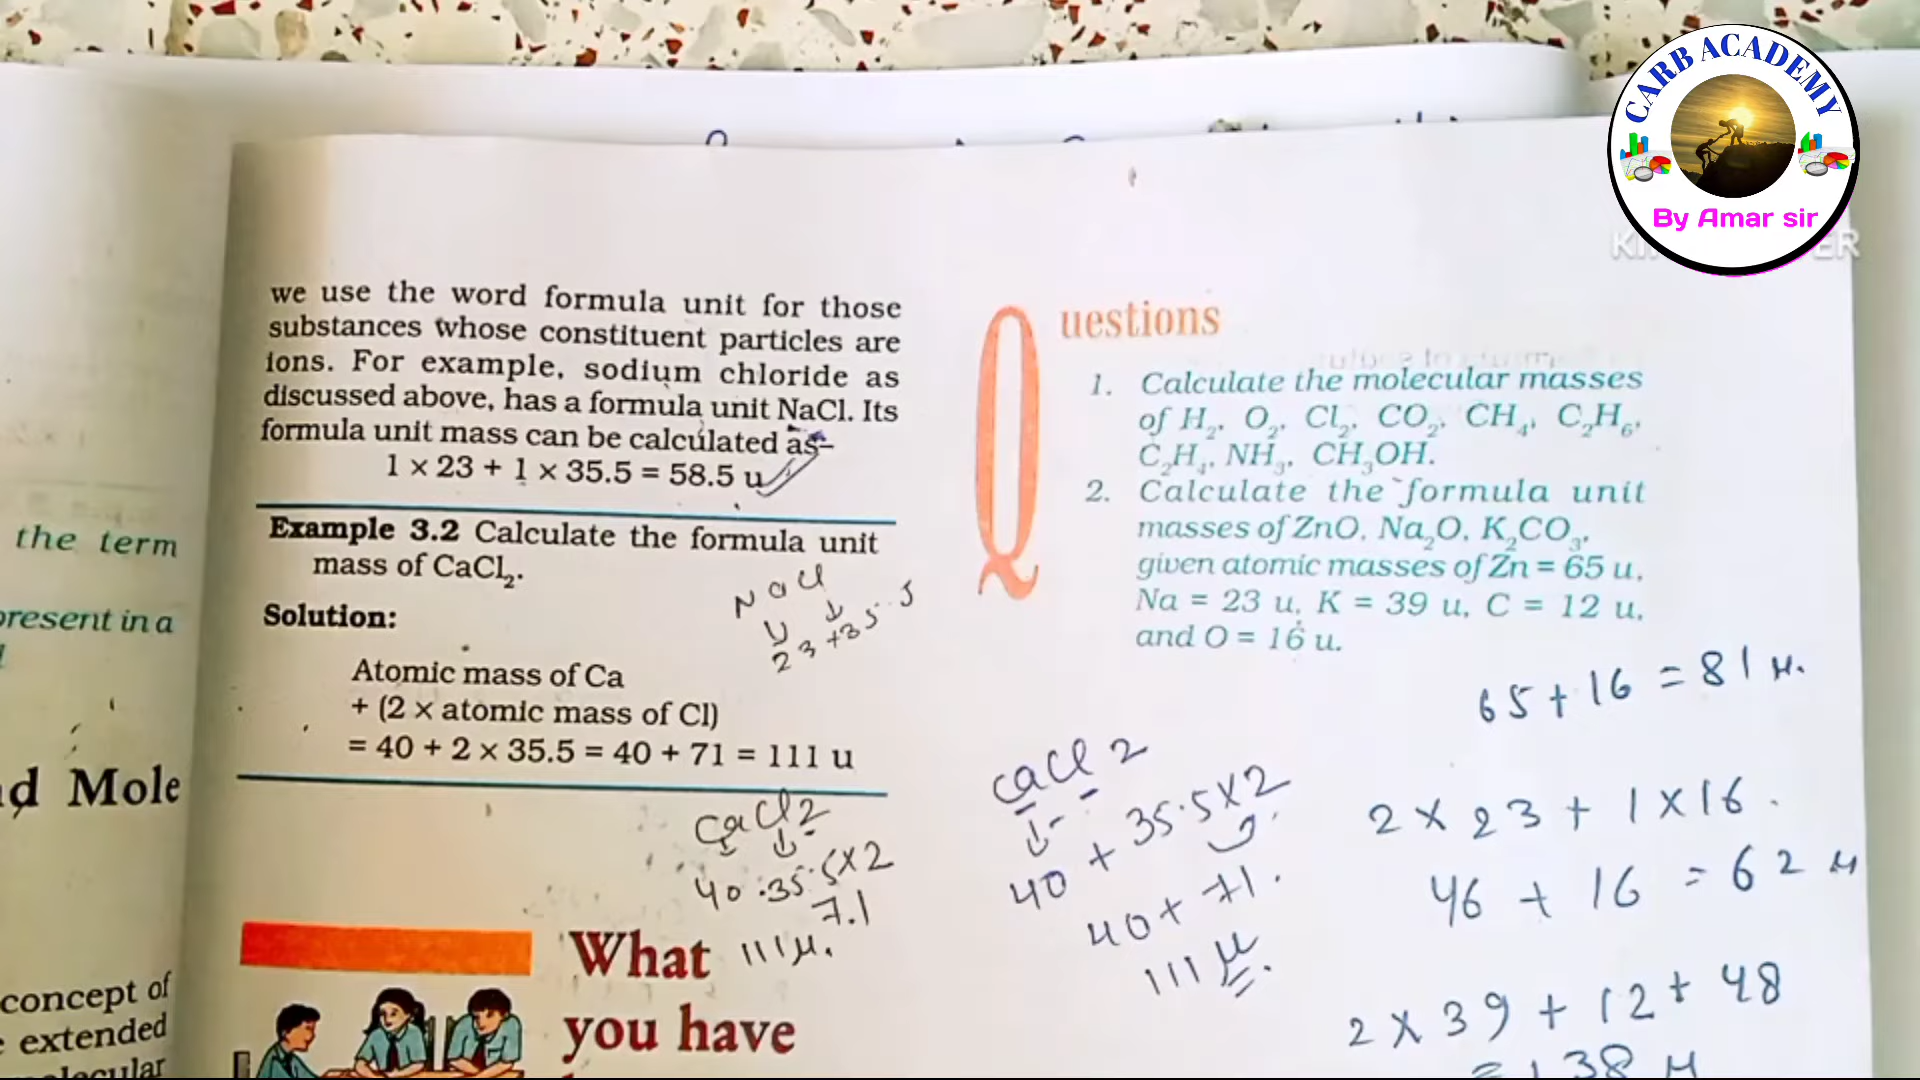 CARB ACADEMY
By Amar sir
we use the word formula unit for those
substances whose constituent particles are
ions. For example, sodium chloride as
discussed above, has a formula unit NaCl. Its
formula unit mass can be calculated as–
1 × 23 + 1 × 35.5 = 58.5 u
Example 3.2 Calculate the formula unit
mass of CaCl₂.
Solution:
Atomic mass of Ca
+ (2 × atomic mass of Cl)
= 40 + 2 × 35.5 = 40 + 71 = 111 u
NaCl
23+35.5
CaCl2
40 .35.5×2
7.1
111 μ.
What
you have
the term
present in a
d Mole
concept of
extended
olecular
Questions
1. Calculate the molecular masses
of H₂, O₂, Cl₂, CO₂, CH₄, C₂H₆,
C₂H₄, NH₃, CH₃OH.
2. Calculate the formula unit
masses of ZnO, Na₂O, K₂CO₃,
given atomic masses of Zn = 65 u,
Na = 23 u, K = 39 u, C = 12 u,
and O = 16 u.
65+16 = 81 μ.
CaCl2
40 + 35.5×2
40+ 71.
111 μ.
2 × 23 + 1×16.
46 + 16 = 62 μ
2 × 39 + 12 + 48
= 138 μ